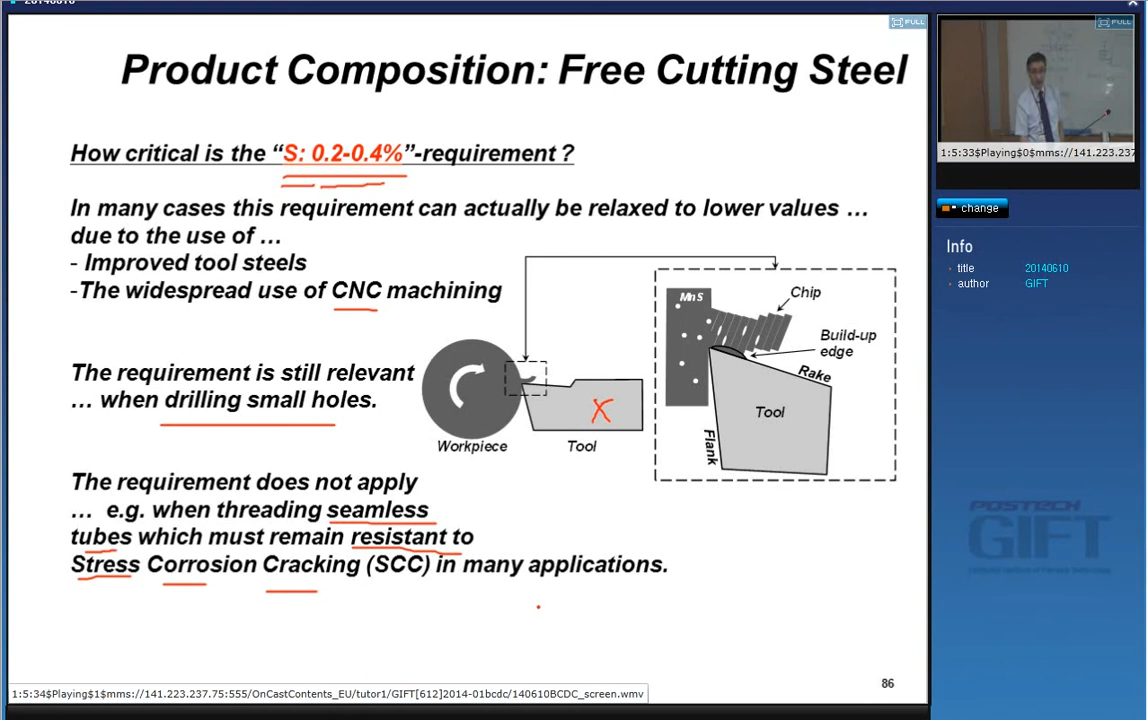 20140610
FULL
Product Composition: Free Cutting Steel
How critical is the “S: 0.2-0.4%”-requirement ?
In many cases this requirement can actually be relaxed to lower values …
due to the use of …
- Improved tool steels
-The widespread use of CNC machining
The requirement is still relevant
… when drilling small holes.
Workpiece
Tool
MnS
Chip
Build-up
edge
Rake
Tool
Flank
X
The requirement does not apply
… e.g. when threading seamless
tubes which must remain resistant to
Stress Corrosion Cracking (SCC) in many applications.
1:5:34$Playing$1$mms://141.223.237.75:555/OnCastContents_EU/tutor1/GIFT[612]2014-01bcdc/140610BCDC_screen.wmv
86
FULL
1:5:33$Playing$0$mms://141.223.237
change
Info
title 20140610
author GIFT
POSTECH
GIFT